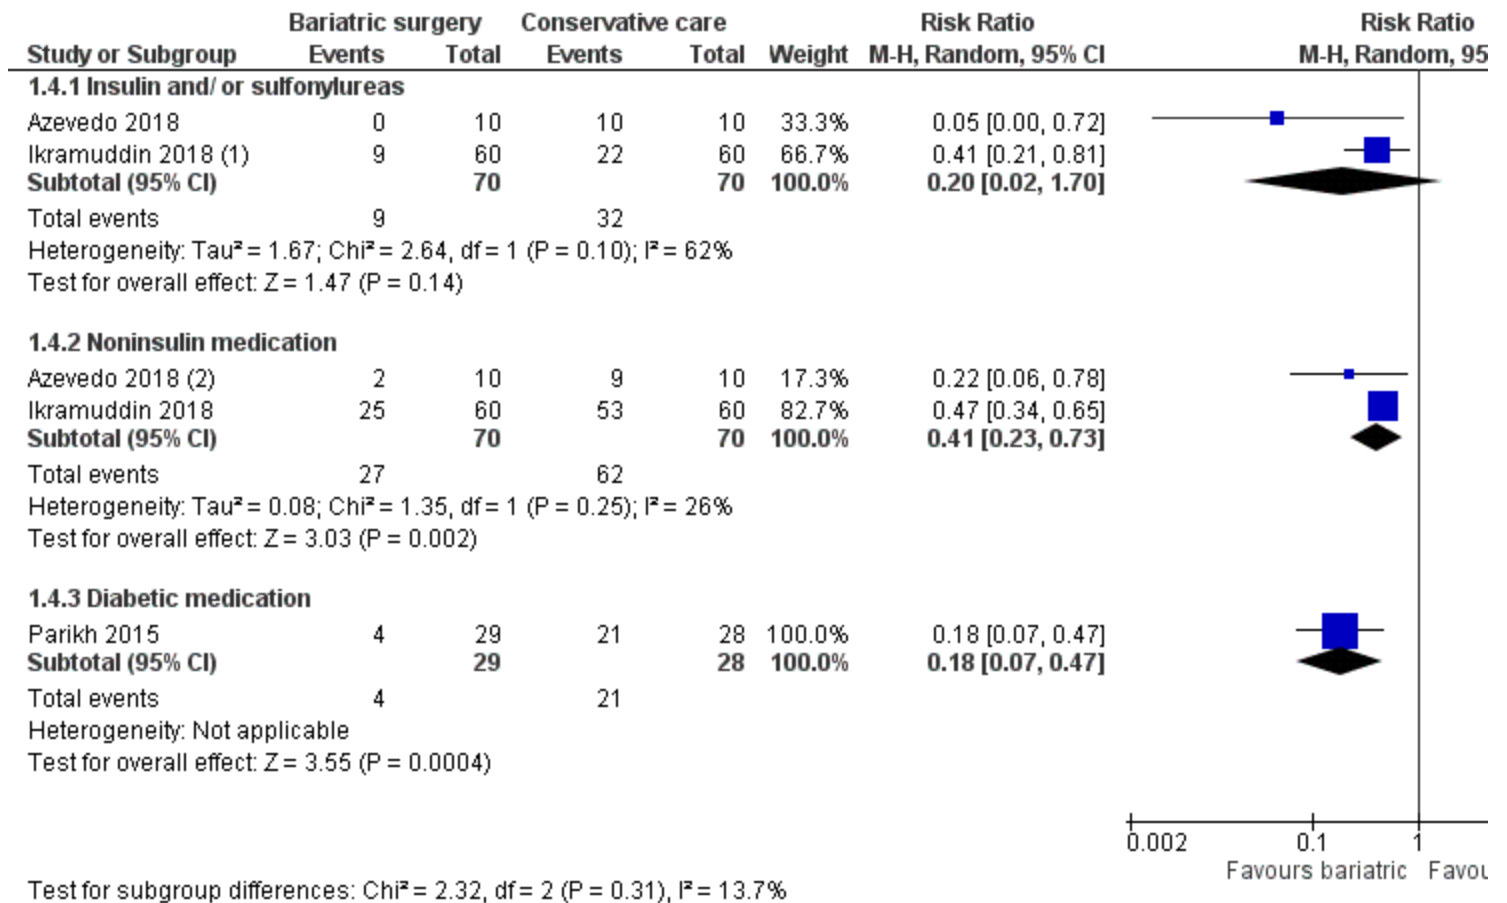 Bariatric surgery Conservative care Risk Ratio Risk Ratio
Study or Subgroup Events Total Events Total Weight M-H, Random, 95% CI M-H, Random, 95
1.4.1 Insulin and/ or sulfonylureas
Azevedo 2018 0 10 10 10 33.3% 0.05 [0.00, 0.72]
Ikramuddin 2018 (1) 9 60 22 60 66.7% 0.41 [0.21, 0.81]
Subtotal (95% CI) 70 70 100.0% 0.20 [0.02, 1.70]
Total events 9 32
Heterogeneity: Tau² = 1.67; Chi² = 2.64, df = 1 (P = 0.10); I² = 62%
Test for overall effect: Z = 1.47 (P = 0.14)
1.4.2 Noninsulin medication
Azevedo 2018 (2) 2 10 9 10 17.3% 0.22 [0.06, 0.78]
Ikramuddin 2018 25 60 53 60 82.7% 0.47 [0.34, 0.65]
Subtotal (95% CI) 70 70 100.0% 0.41 [0.23, 0.73]
Total events 27 62
Heterogeneity: Tau² = 0.08; Chi² = 1.35, df = 1 (P = 0.25); I² = 26%
Test for overall effect: Z = 3.03 (P = 0.002)
1.4.3 Diabetic medication
Parikh 2015 4 29 21 28 100.0% 0.18 [0.07, 0.47]
Subtotal (95% CI) 29 28 100.0% 0.18 [0.07, 0.47]
Total events 4 21
Heterogeneity: Not applicable
Test for overall effect: Z = 3.55 (P = 0.0004)
0.002 0.1 1
Favours bariatric Favou
Test for subgroup differences: Chi² = 2.32, df = 2 (P = 0.31), I² = 13.7%